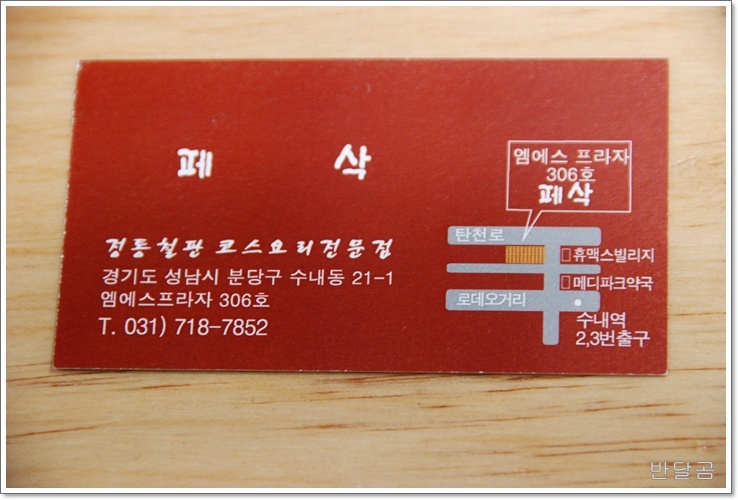 페 삭
정통철판 코스요리전문점
경기도 성남시 분당구 수내동 21-1
엠에스프라자 306호
T. 031) 718-7852
엠에스 프라자
306호
페삭
탄천로
휴맥스빌리지
메디파크약국
로데오거리
수내역
2,3번출구
반달곰